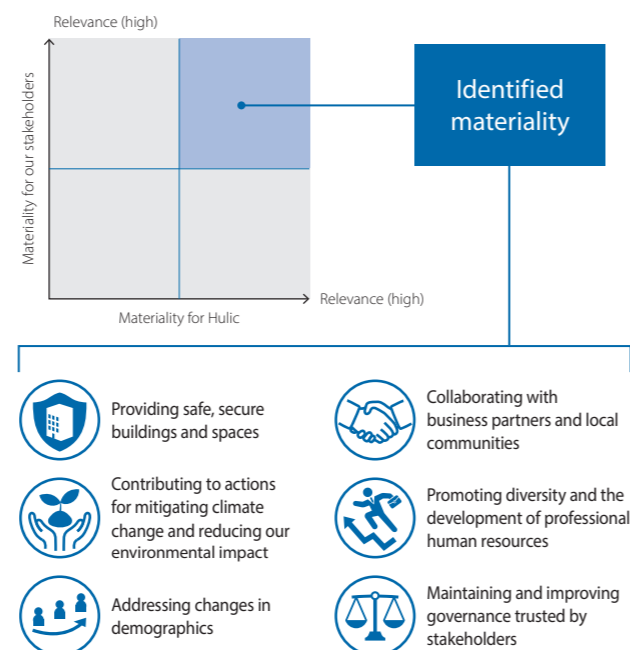 Relevance (high)
Materiality for our stakeholders
Identified
materiality
Relevance (high)
Materiality for Hulic
Providing safe, secure
buildings and spaces
Contributing to actions
for mitigating climate
change and reducing our
environmental impact
Addressing changes in
demographics
Collaborating with
business partners and local
communities
Promoting diversity and the
development of professional
human resources
Maintaining and improving
governance trusted by
stakeholders